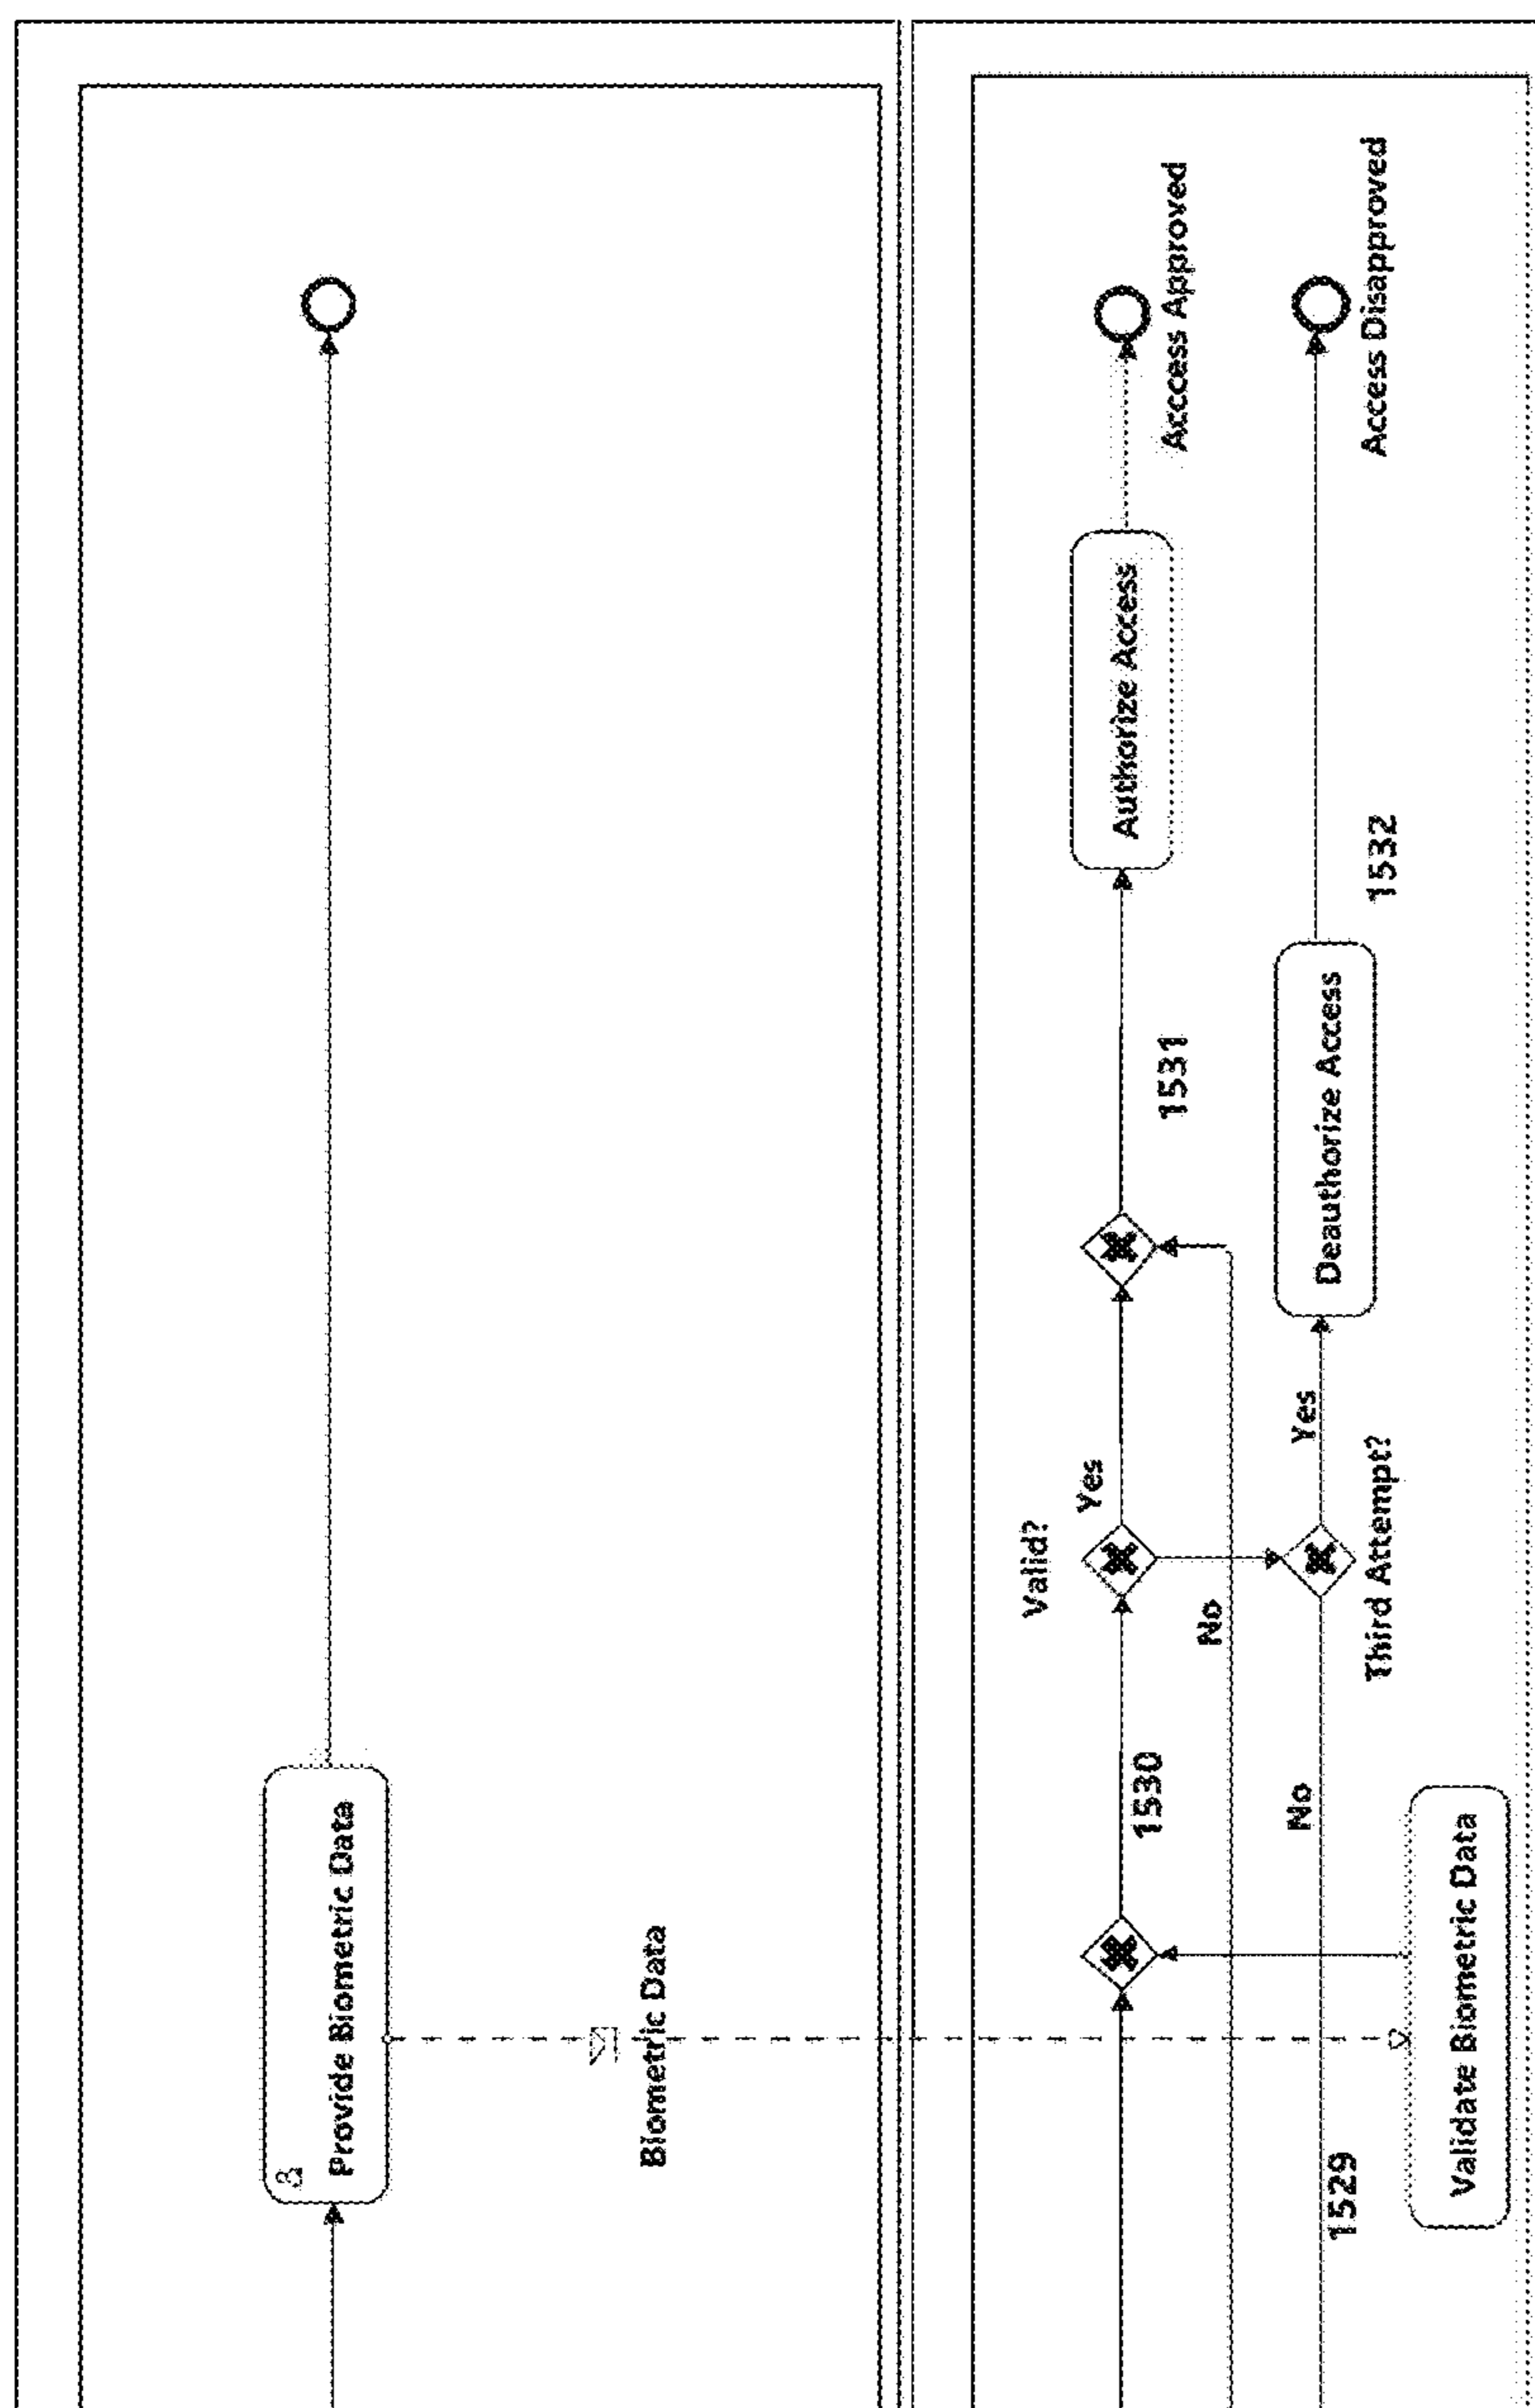 Provide Biometric Data
Biometric Data
Valid?
Yes
1530
No
1531
Authorize Access
Access Approved
No
Third Attempt?
Yes
Deauthorize Access
1532
Access Disapproved
1529
Validate Biometric Data